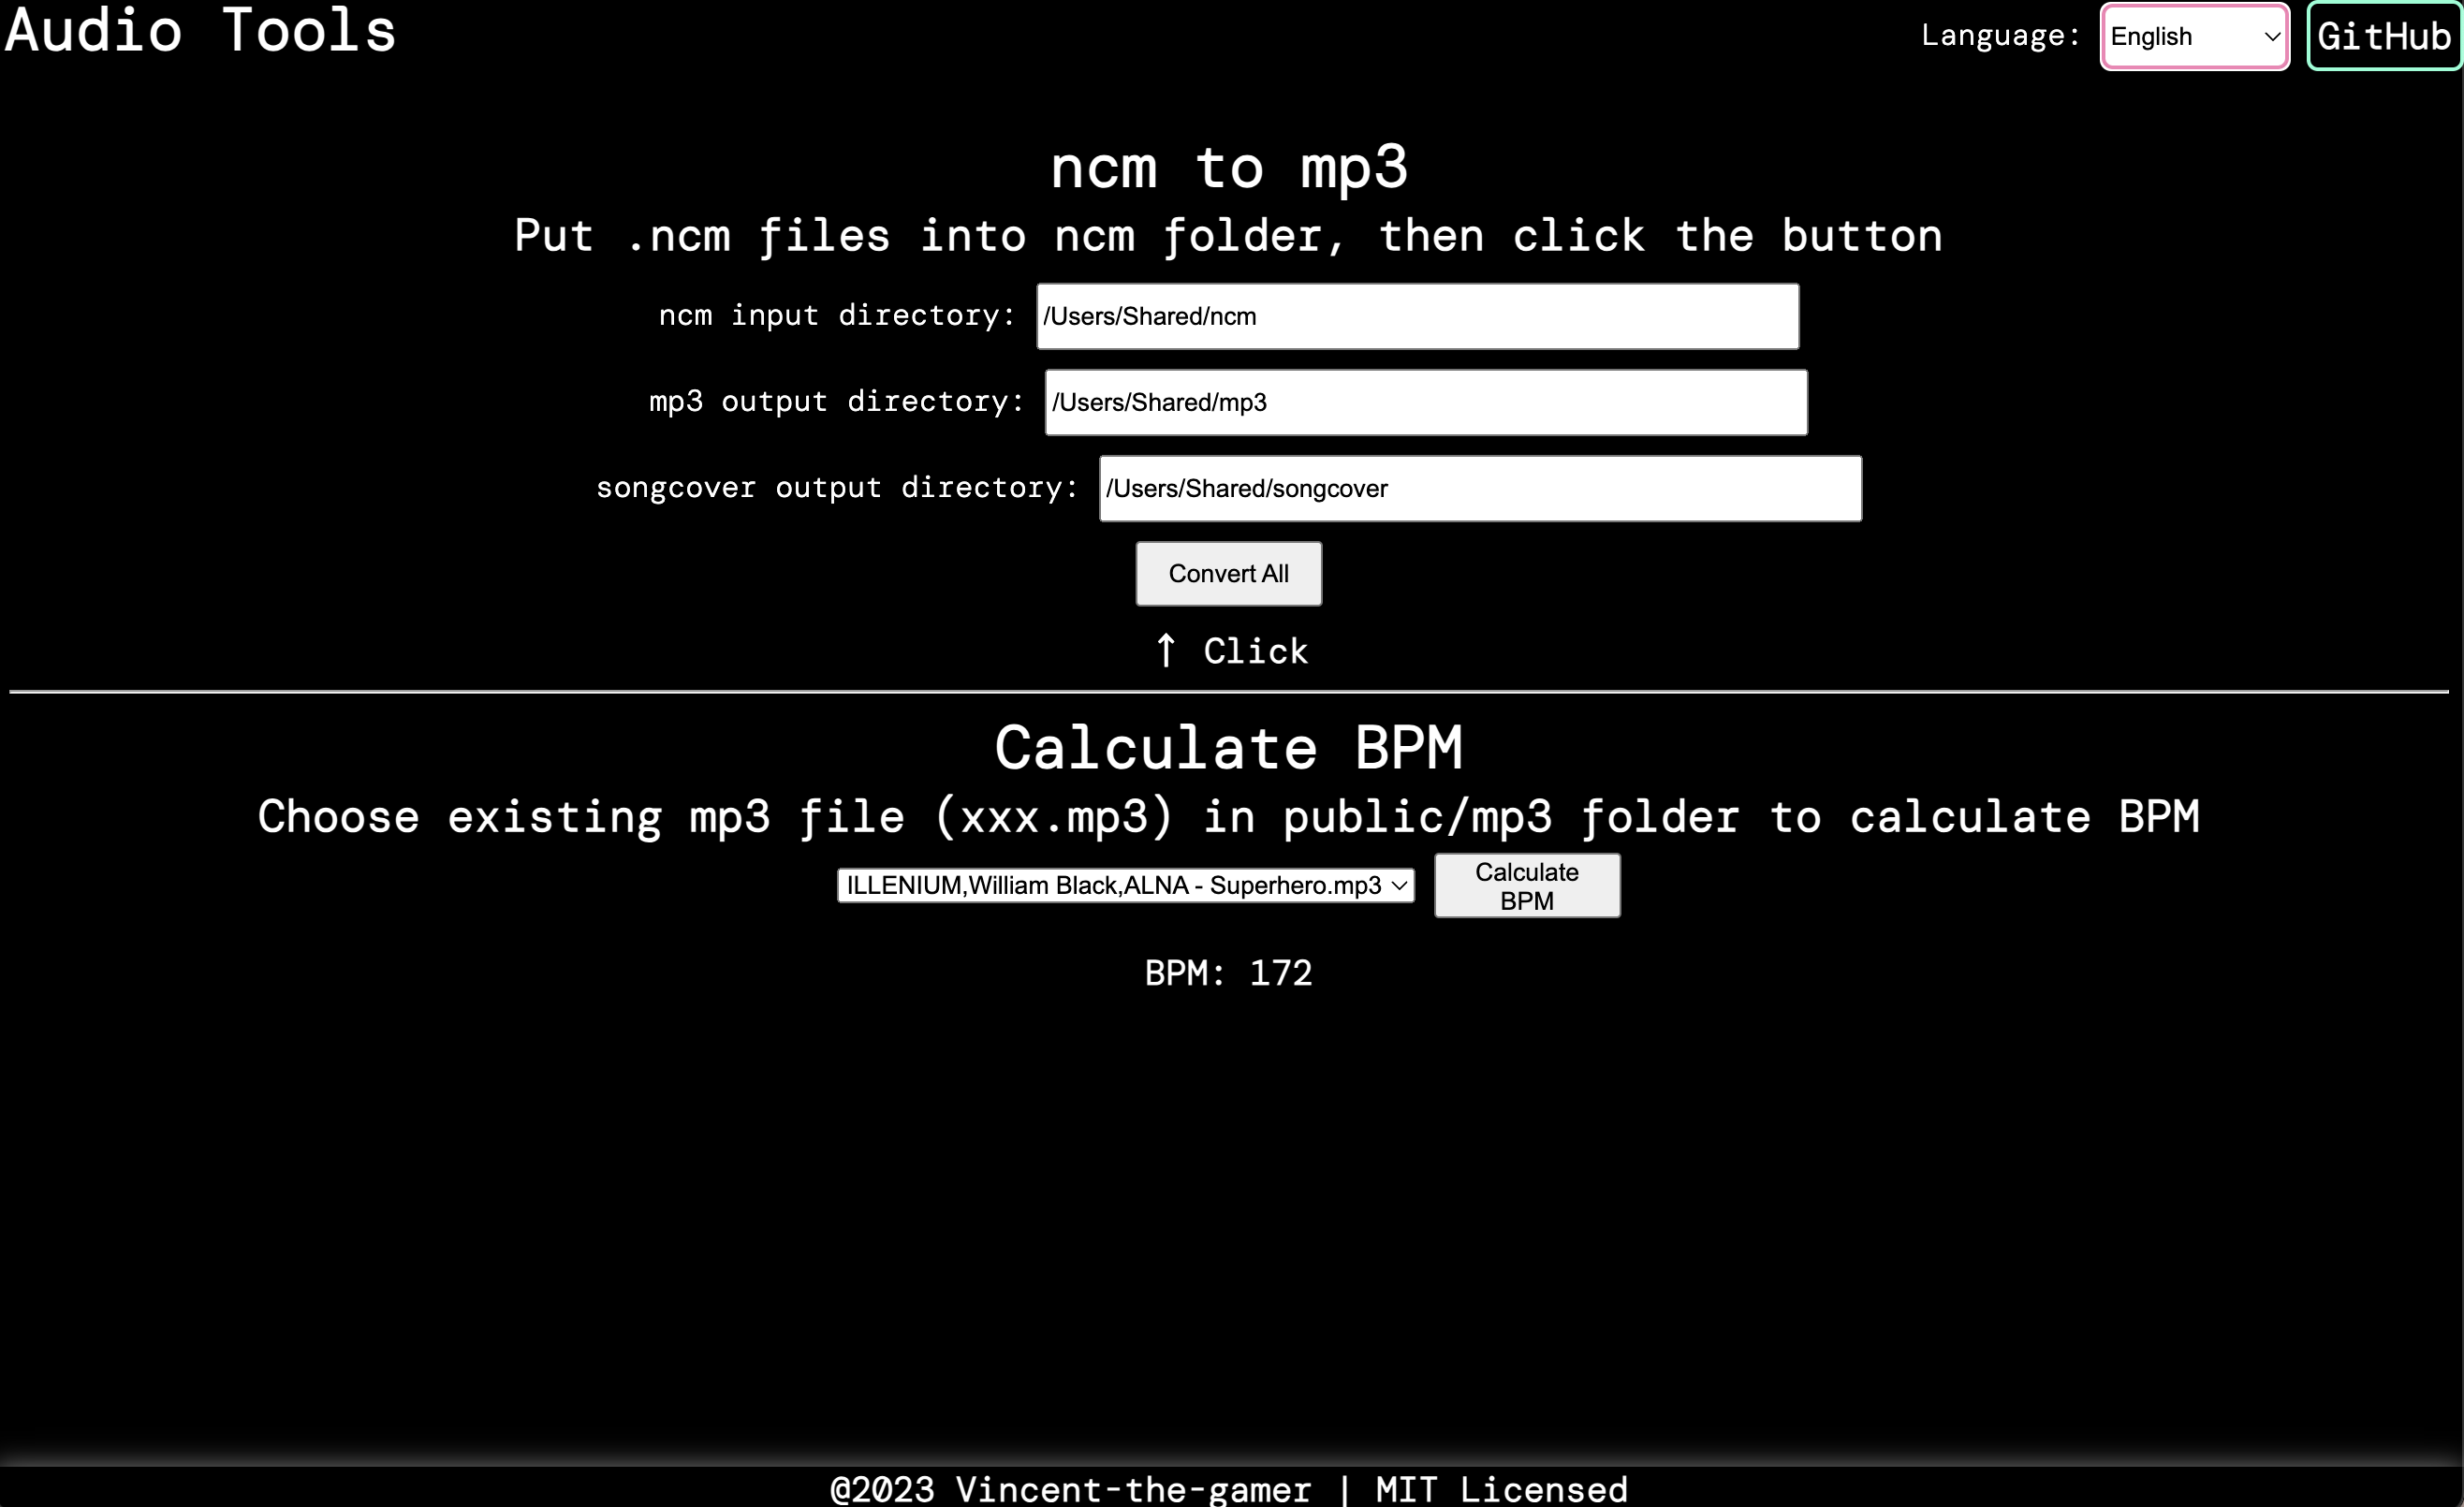 Audio Tools
Language: English GitHub
ncm to mp3
Put .ncm files into ncm folder, then click the button
ncm input directory: /Users/Shared/ncm
mp3 output directory: /Users/Shared/mp3
songcover output directory: /Users/Shared/songcover
Convert All
↑ Click
Calculate BPM
Choose existing mp3 file (xxx.mp3) in public/mp3 folder to calculate BPM
ILLENIUM,William Black,ALNA - Superhero.mp3
Calculate
BPM
BPM: 172
@2023 Vincent-the-gamer | MIT Licensed